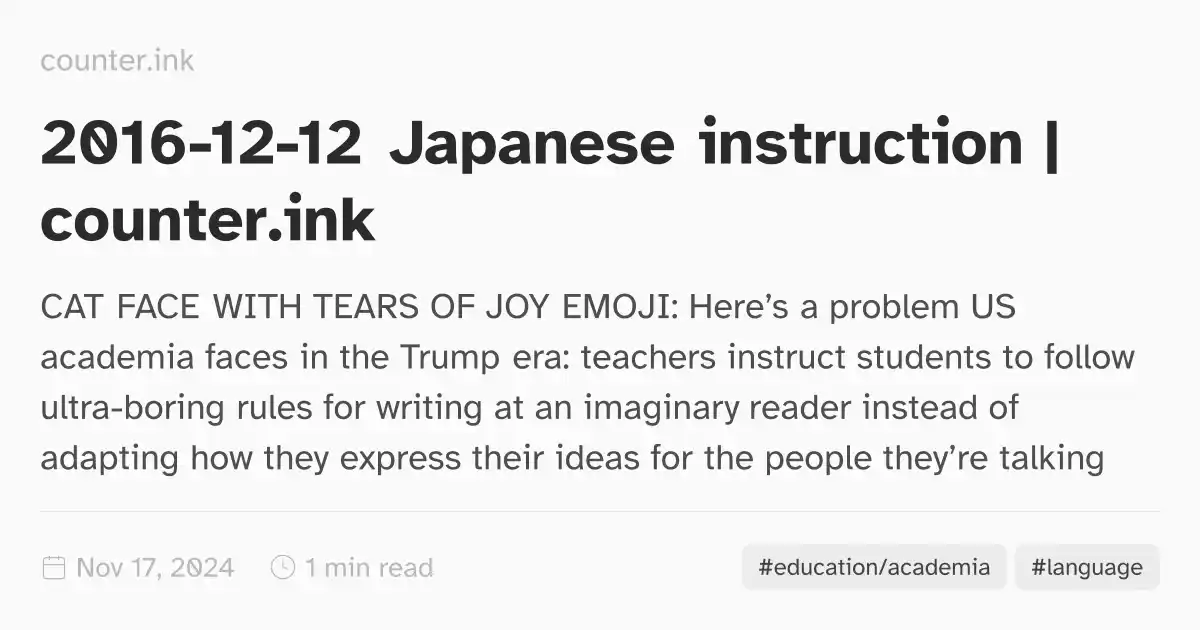 counter.ink
2016-12-12 Japanese instruction |
counter.ink
CAT FACE WITH TEARS OF JOY EMOJI: Here’s a problem US
academia faces in the Trump era: teachers instruct students to follow
ultra-boring rules for writing at an imaginary reader instead of
adapting how they express their ideas for the people they’re talking
Nov 17, 2024 1 min read #education/academia #language